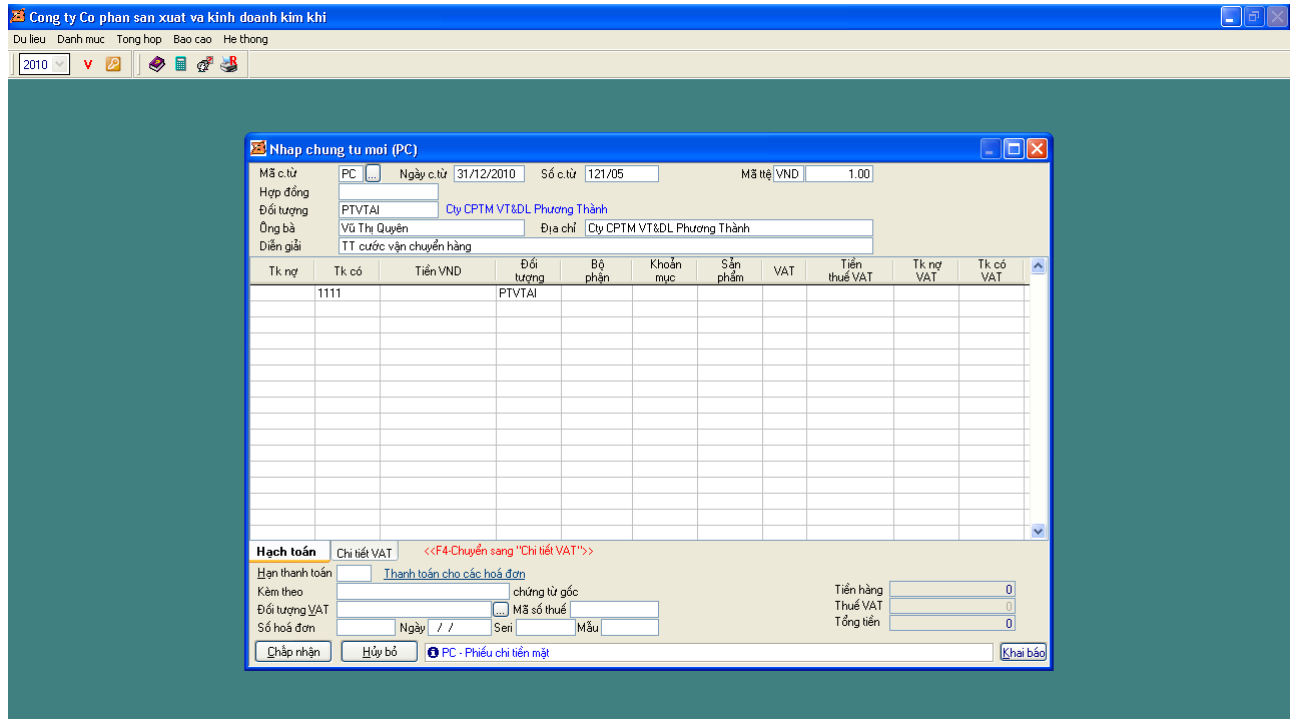 Cong ty Co phan san xuat va kinh doanh kim khi
Du lieu Danh muc Tong hop Bao cao He thong
2010 V
Nhap chung tu moi (PC)
Mã c.từ PC ... Ngày c.từ 31/12/2010 Số c.từ 121/05 Mã ttệ VND 1.00
Hợp đồng
Đối tượng PTVTAI Cty CPTM VT&DL Phương Thành
Ông bà Vũ Thị Quyên Địa chỉ Cty CPTM VT&DL Phương Thành
Diễn giải TT cước vận chuyển hàng
Tk nợ Tk có Tiền VND Đối tượng Bộ phận Khoản mục Sản phẩm VAT Tiền thuế VAT Tk nợ VAT Tk có VAT
1111 PTVTAI
Hạch toán Chi tiết VAT <<F4-Chuyển sang "Chi tiết VAT">>
Hạn thanh toán Thanh toán cho các hoá đơn
Kèm theo chứng từ gốc Tiền hàng 0
Đối tượng VAT ... Mã số thuế Thuế VAT 0
Số hoá đơn Ngày / / Seri Mẫu Tổng tiền 0
Chấp nhận Hủy bỏ PC - Phiếu chi tiền mặt Khai báo